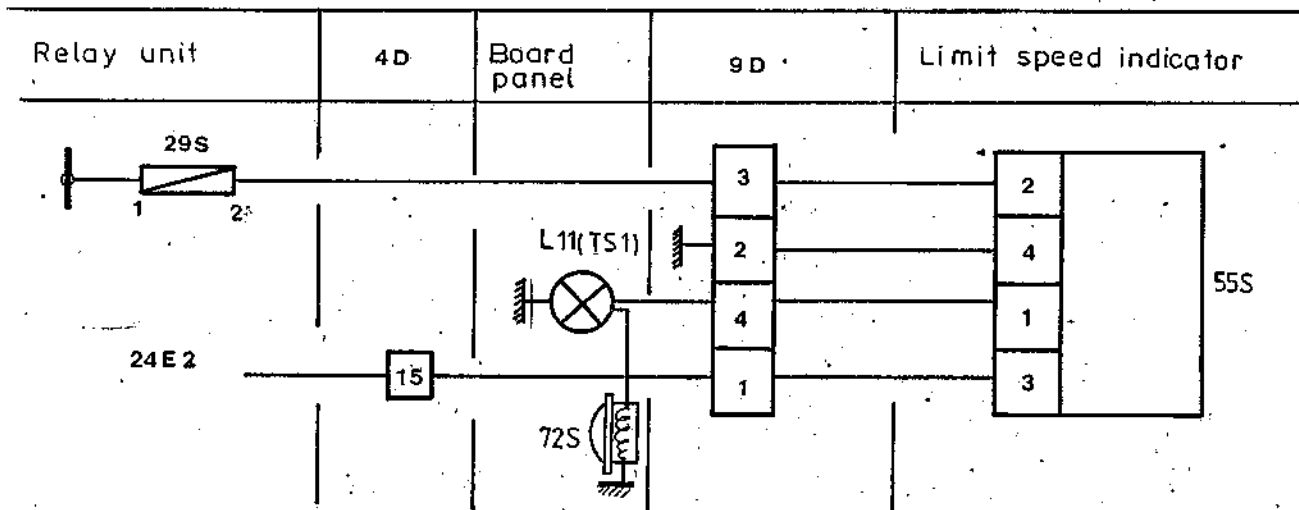 Relay unit
4D
Board
panel
9D
Limit speed indicator
29S
1
2
3
2
L11(TS1)
2
4
4
1
55S
24E2
15
1
3
72S